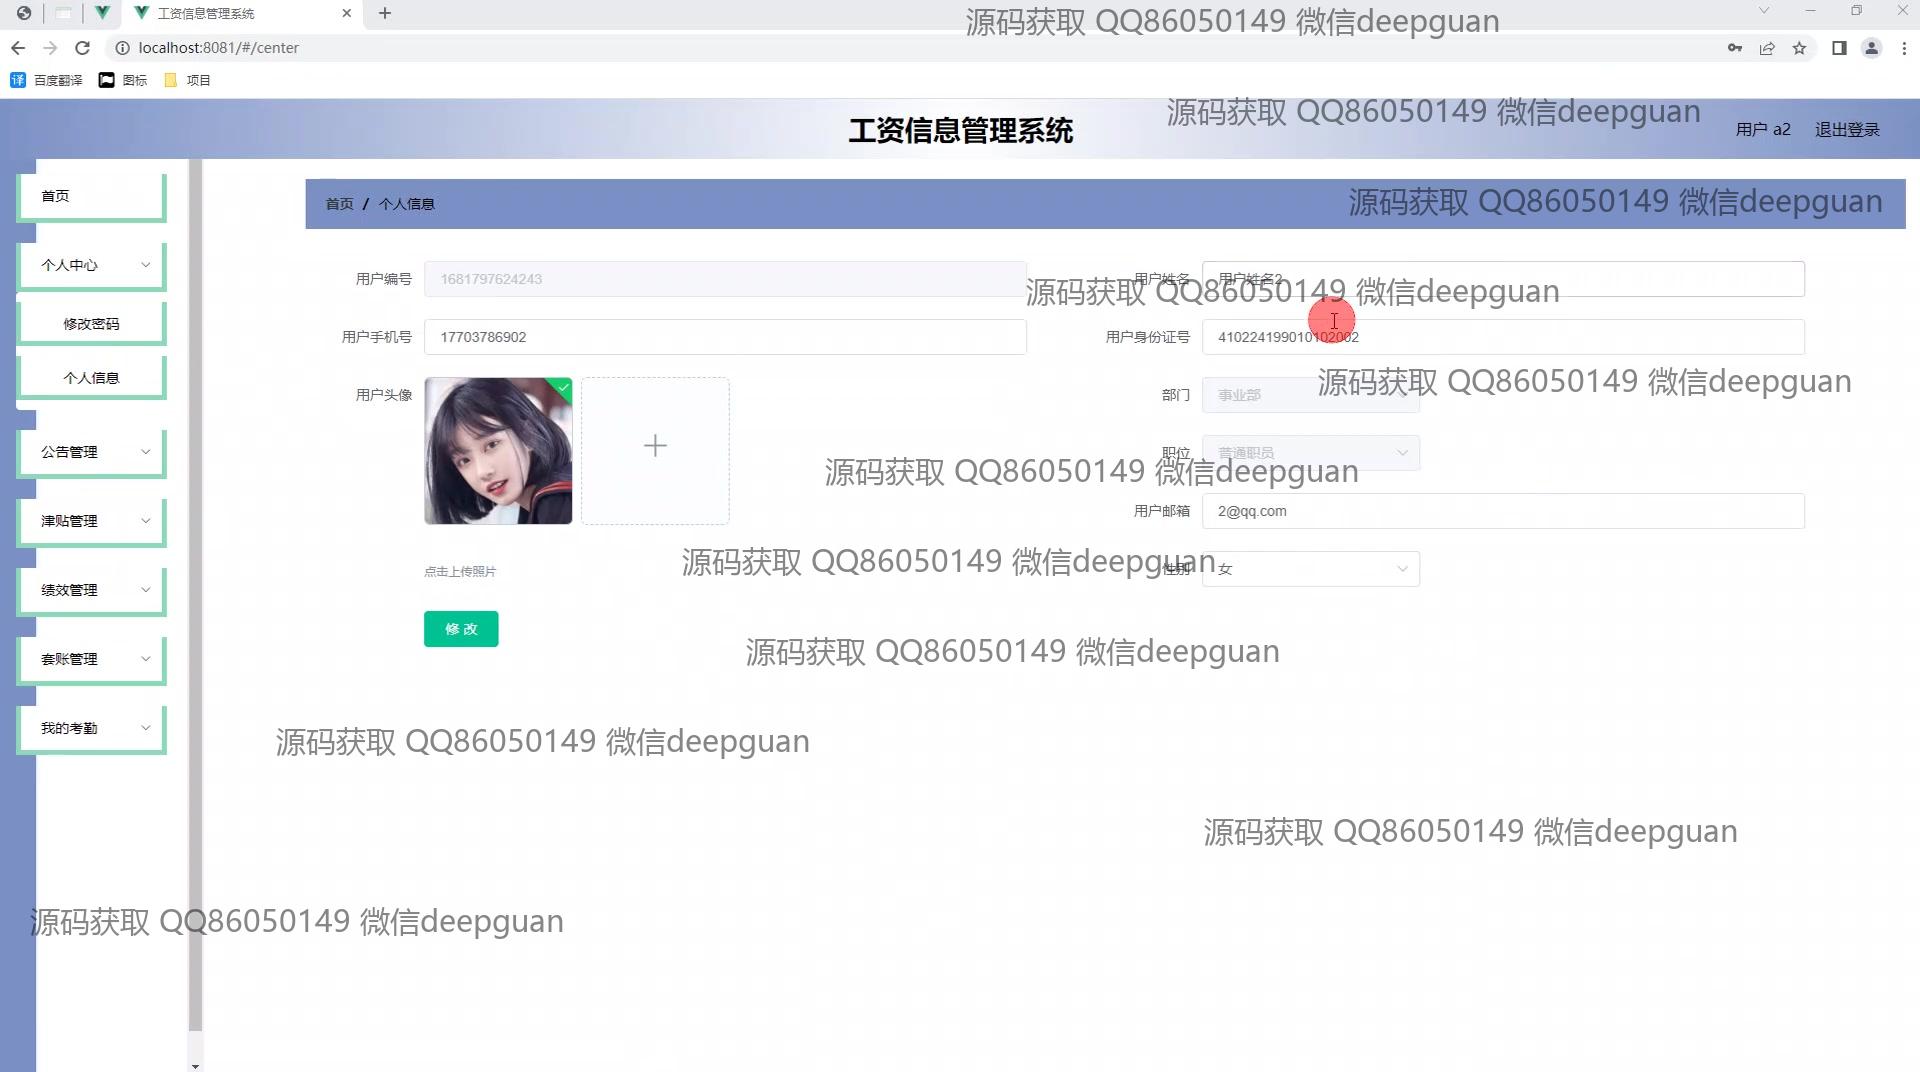 工资信息管理系统
源码获取 QQ86050149 微信deepguan
localhost:8081/#/center
百度翻译 图标 项目
源码获取 QQ86050149 微信deepguan
工资信息管理系统
用户 a2 退出登录
首页
首页 / 个人信息
源码获取 QQ86050149 微信deepguan
个人中心
用户编号 1681797624243
用户姓名 用户姓名2
源码获取 QQ86050149 微信deepguan
修改密码
用户手机号 17703786902
用户身份证号 410224199010102002
个人信息
用户头像
部门 事业部
源码获取 QQ86050149 微信deepguan
公告管理
职位 普通职员
源码获取 QQ86050149 微信deepguan
津贴管理
用户邮箱 2@qq.com
源码获取 QQ86050149 微信deepguan
点击上传照片
性别 女
绩效管理
修改
源码获取 QQ86050149 微信deepguan
套账管理
我的考勤
源码获取 QQ86050149 微信deepguan
源码获取 QQ86050149 微信deepguan
源码获取 QQ86050149 微信deepguan